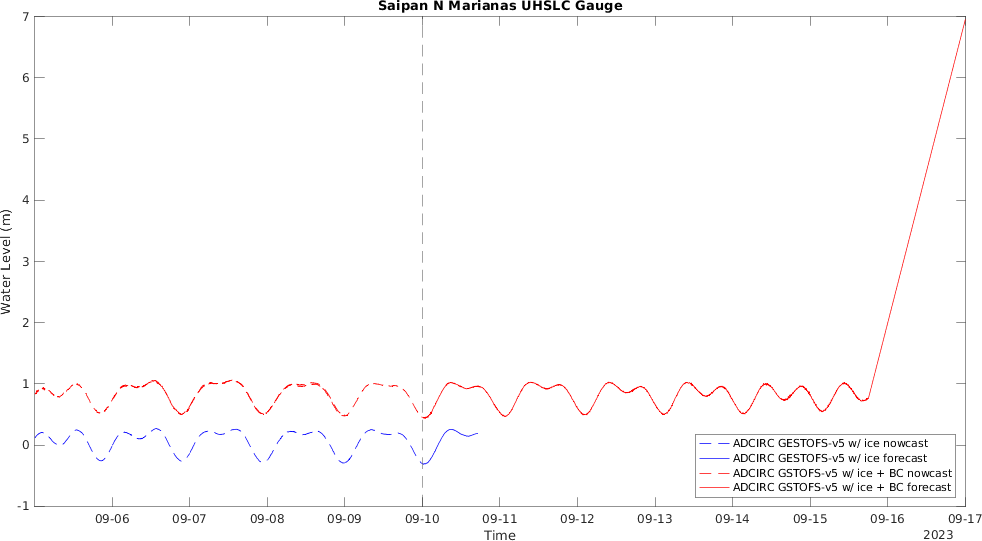 Saipan N Marianas UHSLC Gauge
7
6
5
4
3
2
1
0
-1
Water Level (m)
ADCIRC GESTOFS-v5 w/ ice nowcast
ADCIRC GESTOFS-v5 w/ ice forecast
ADCIRC GSTOFS-v5 w/ ice + BC nowcast
ADCIRC GSTOFS-v5 w/ ice + BC forecast
09-06 09-07 09-08 09-09 09-10 09-11 09-12 09-13 09-14 09-15 09-16 09-17
Time
2023